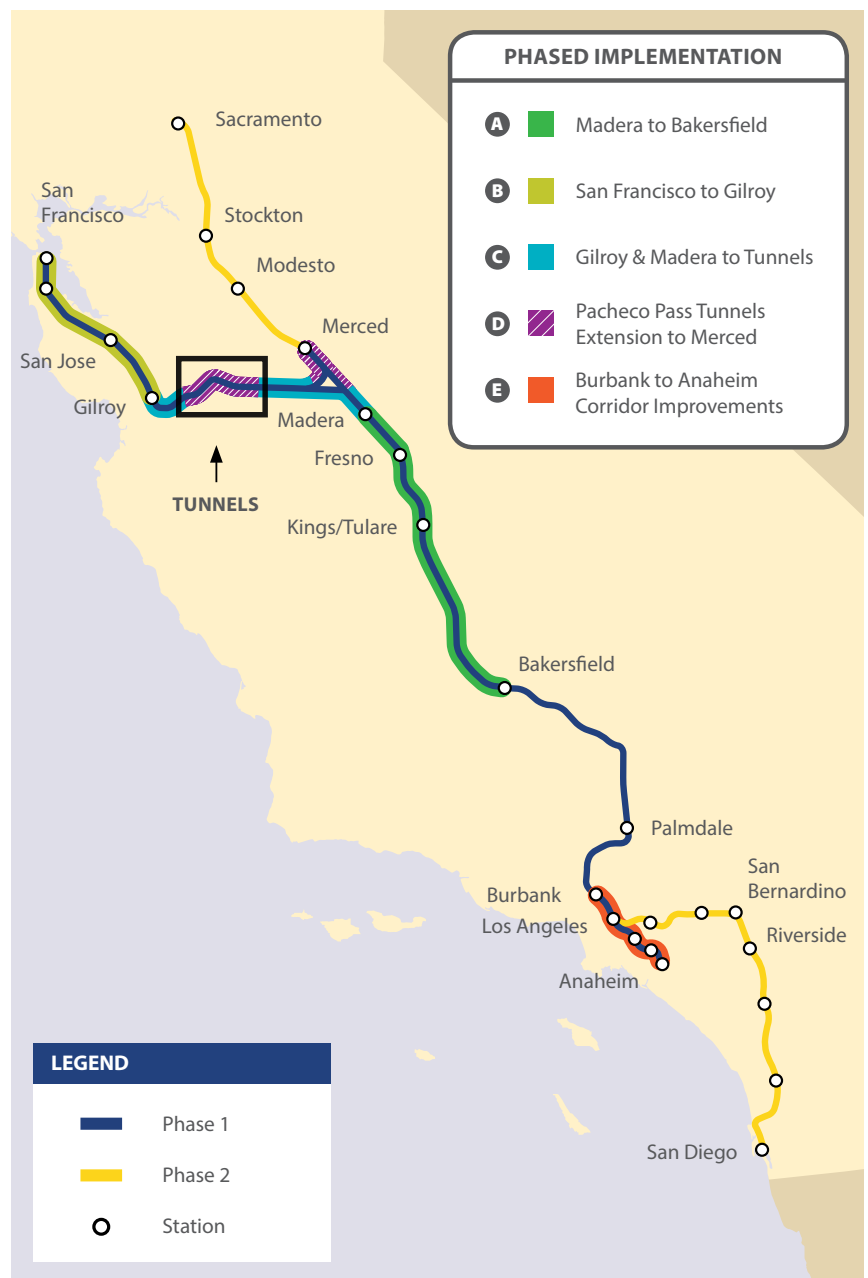 PHASED IMPLEMENTATION
A Madera to Bakersfield
B San Francisco to Gilroy
C Gilroy & Madera to Tunnels
D Pacheco Pass Tunnels
Extension to Merced
E Burbank to Anaheim
Corridor Improvements
Sacramento
San
Francisco
Stockton
Modesto
Merced
San Jose
Gilroy
Madera
Fresno
TUNNELS
Kings/Tulare
Bakersfield
Palmdale
San
Bernardino
Burbank
Los Angeles
Riverside
Anaheim
San Diego
LEGEND
Phase 1
Phase 2
Station